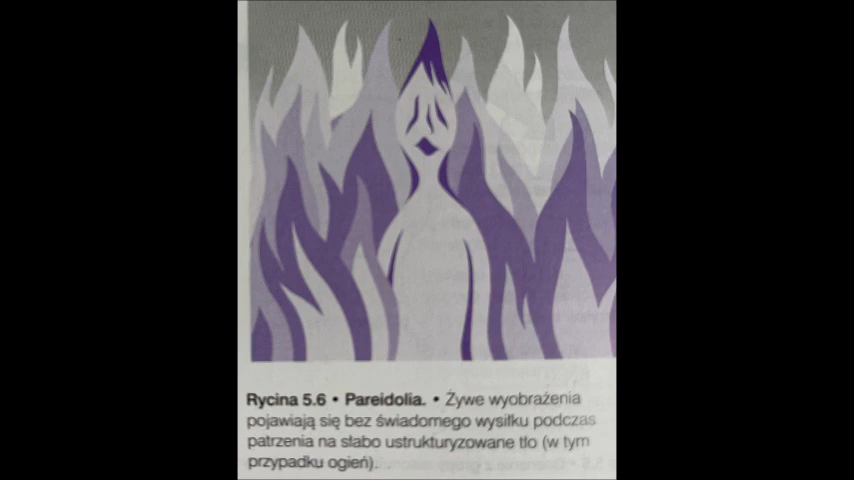 Rycina 5.6 • Pareidolia. • Żywe wyobrażenia
pojawiają się bez świadomego wysiłku podczas
patrzenia na słabo ustrukturyzowane tło (w tym
przypadku ogień).